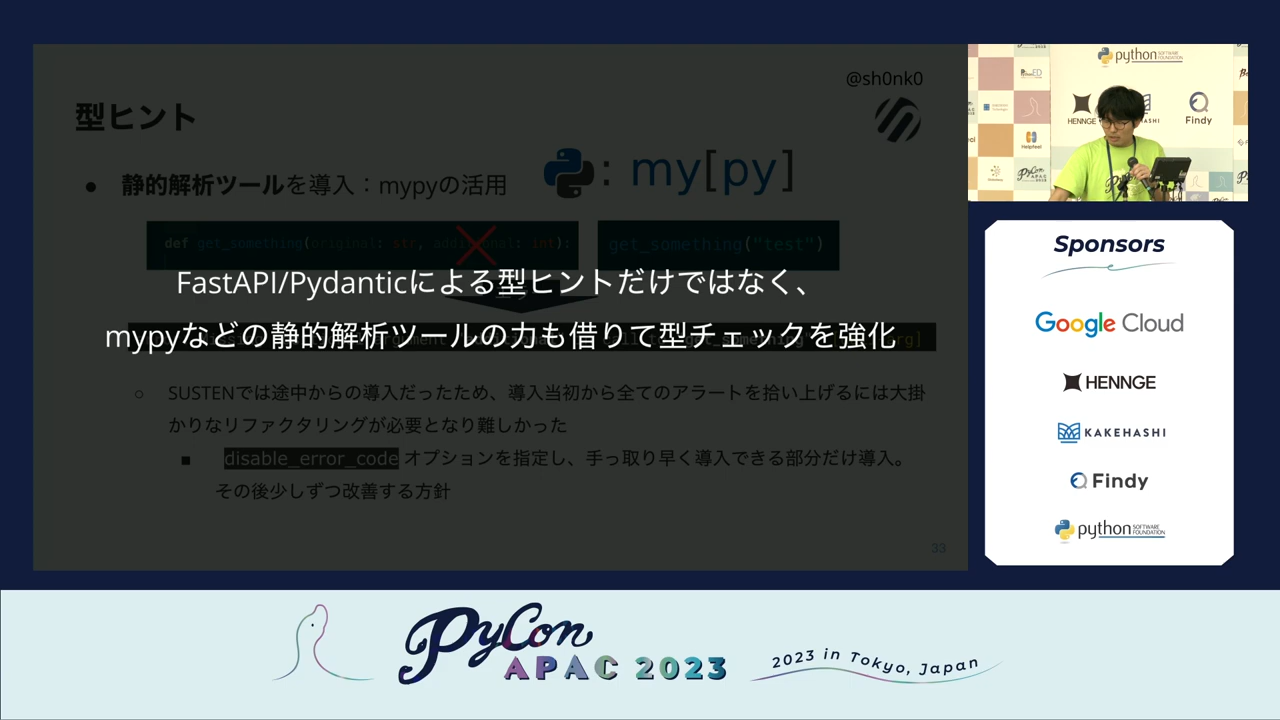 @sh0nk0
型ヒント
● 静的解析ツールを導入：mypyの活用
: my[py]
def get_something(original: str, additional: int):
get_something("test")
FastAPI/Pydanticによる型ヒントだけではなく、
mypyなどの静的解析ツールの力も借りて型チェックを強化
○ SUSTENでは途中からの導入だったため、導入当初から全てのアラートを拾い上げるには大掛
かりなリファクタリングが必要となり難しかった
■ disable_error_code オプションを指定し、手っ取り早く導入できる部分だけ導入。
その後少しずつ改善する方針
33
python SOFTWARE FOUNDATION
HENNGE
Findy
Sponsors
Google Cloud
HENNGE
KAKEHASHI
Findy
python SOFTWARE FOUNDATION
PyCon
APAC 2023
2023 in Tokyo, Japan